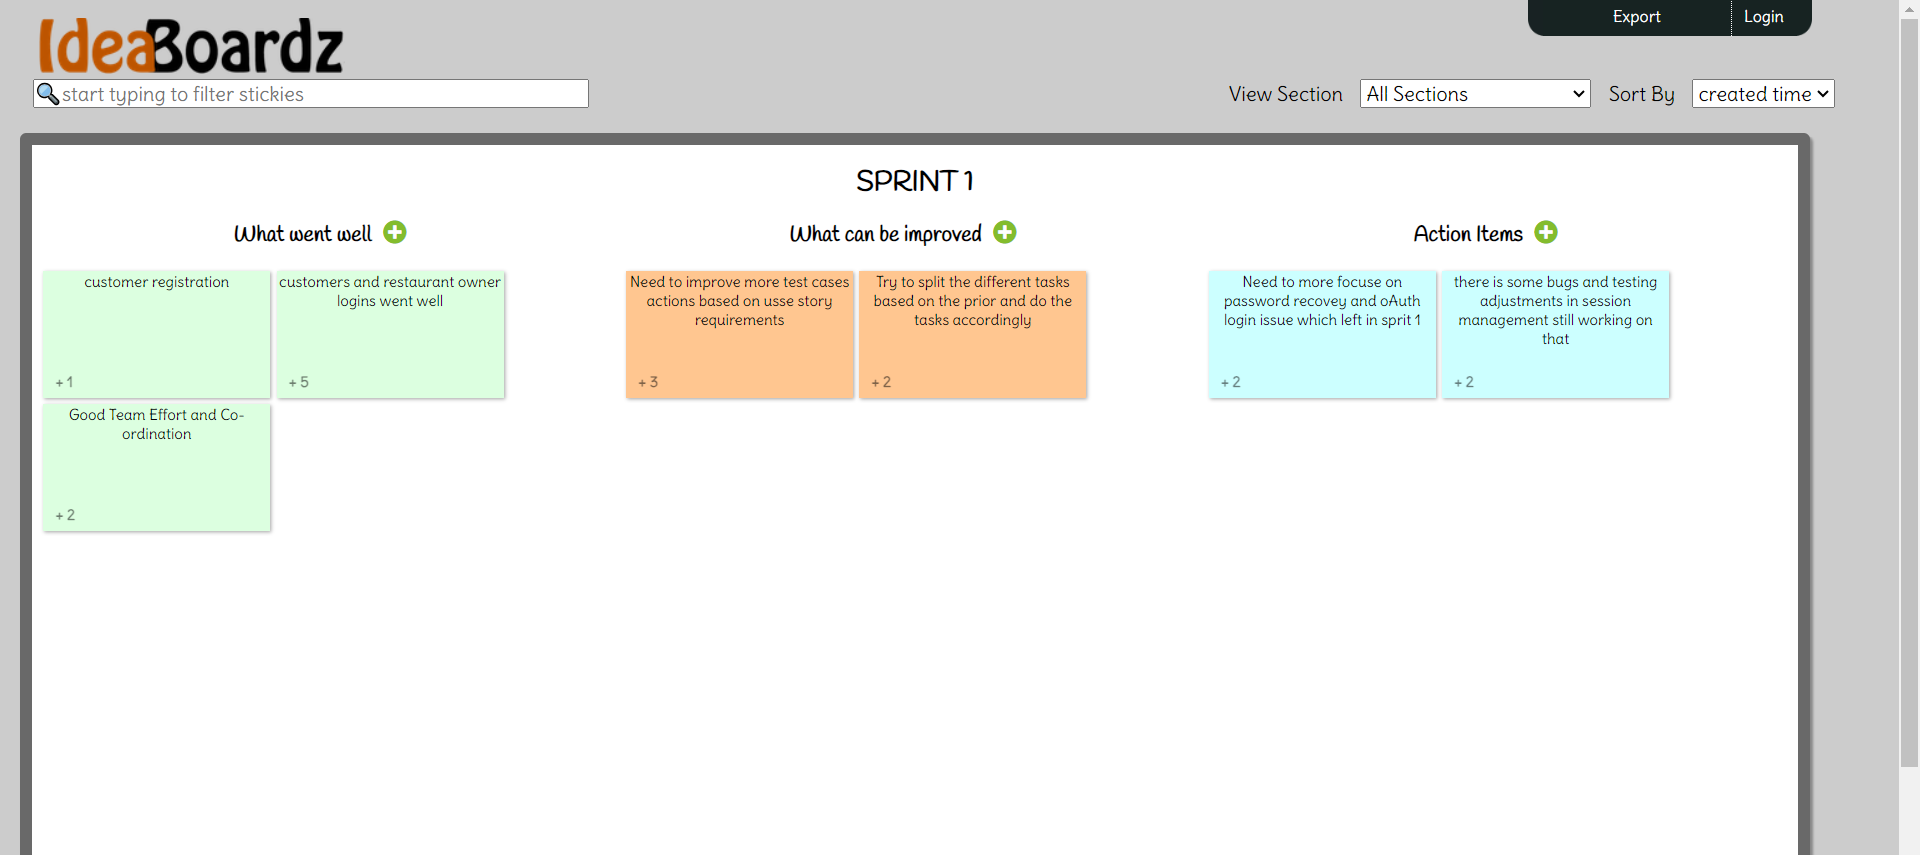 Export
Login
IdeaBoardz
start typing to filter stickies
View Section
All Sections
Sort By
created time
SPRINT 1
What went well
What can be improved
Action Items
customer registration
+ 1
customers and restaurant owner
logins went well
+ 5
Good Team Effort and Co-
ordination
+ 2
Need to improve more test cases
actions based on usse story
requirements
+ 3
Try to split the different tasks
based on the prior and do the
tasks accordingly
+ 2
Need to more focuse on
password recovey and oAuth
login issue which left in sprit 1
+ 2
there is some bugs and testing
adjustments in session
management still working on
that
+ 2